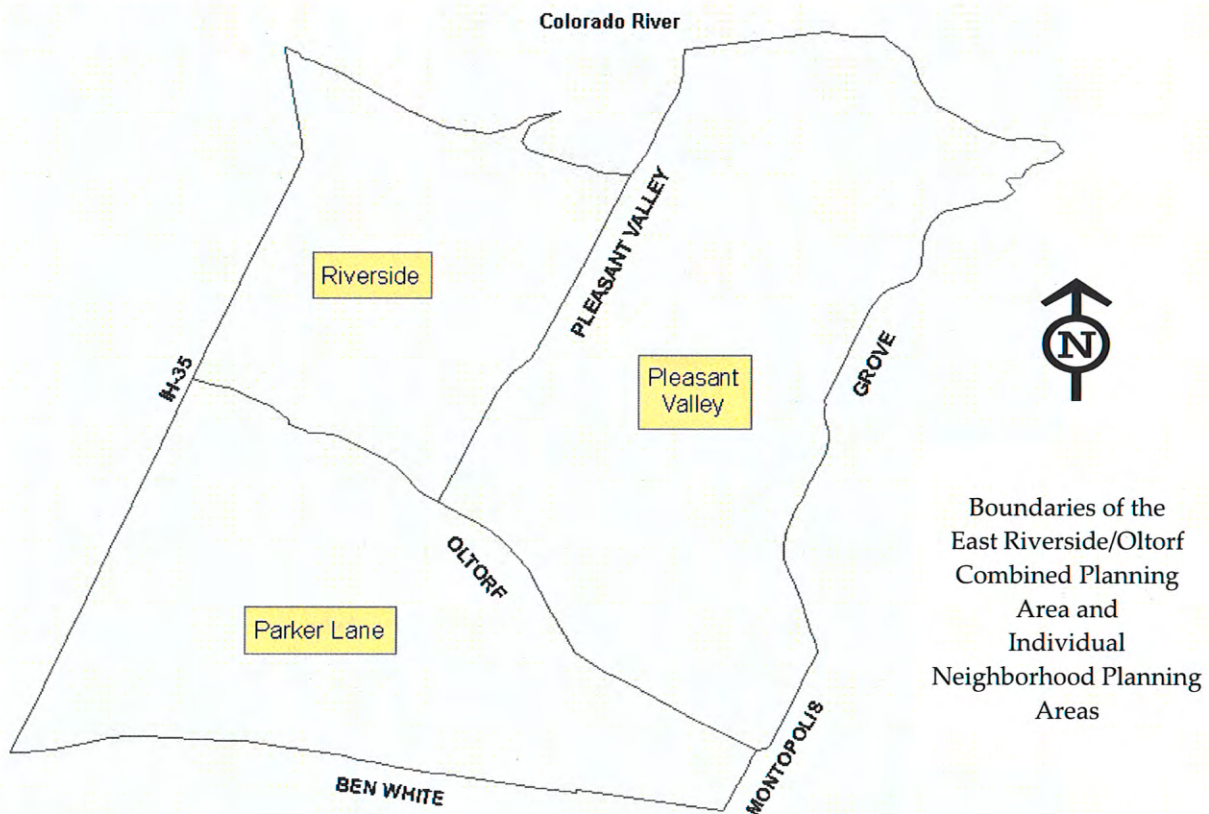 Colorado River
PLEASANT VALLEY
Riverside
IH-35
Pleasant
Valley
GROVE
N
OLTORF
Parker Lane
BEN WHITE
MONTOPOLIS
Boundaries of the
East Riverside/Oltorf
Combined Planning
Area and
Individual
Neighborhood Planning
Areas